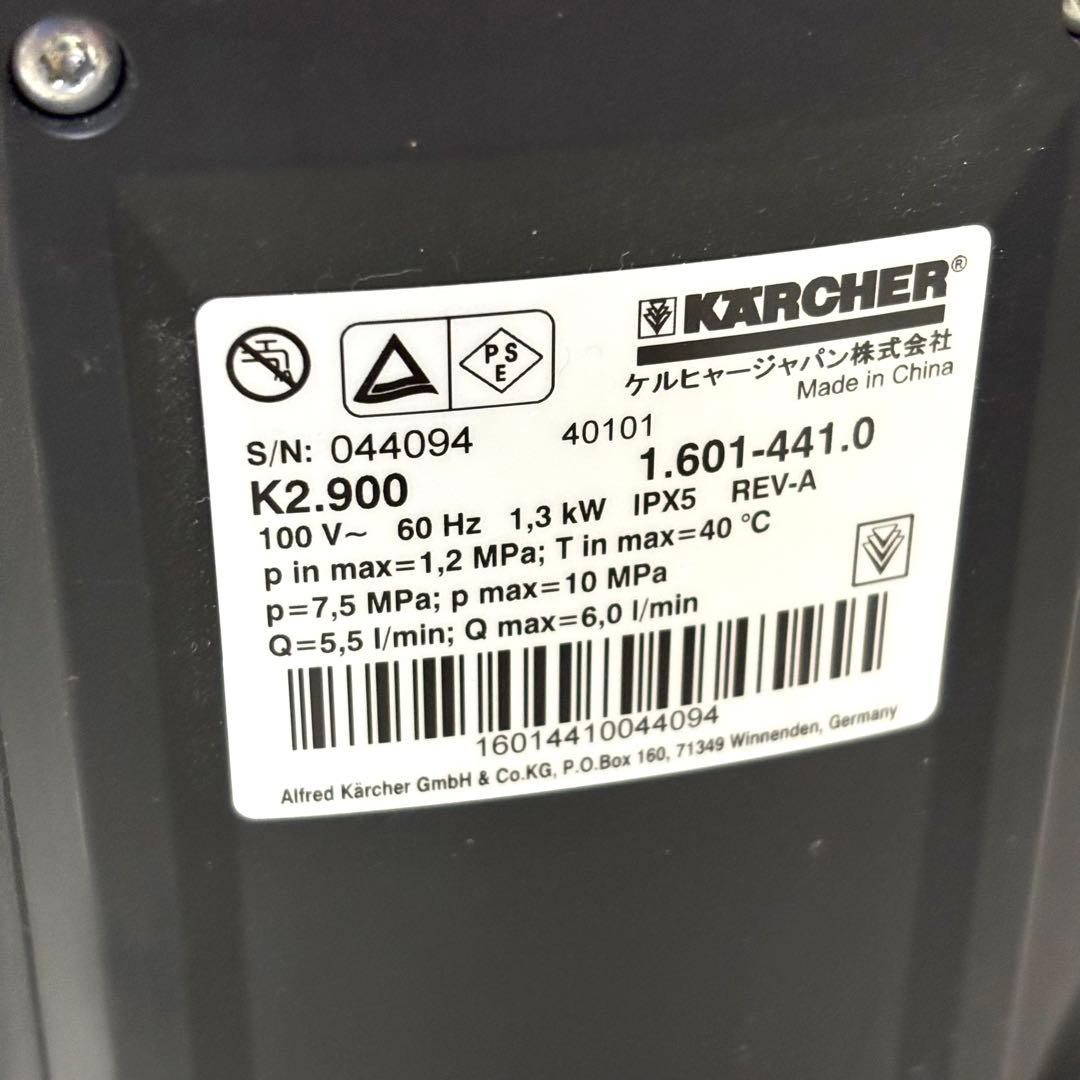 KÄRCHER®
ケルヒャージャパン株式会社
Made in China
PS
E
S/N: 044094 40101
K2.900 1.601-441.0
100 V~ 60 Hz 1,3 kW IPX5 REV-A
p in max=1,2 MPa; T in max=40 °C
p=7,5 MPa; p max=10 MPa
Q=5,5 l/min; Q max=6,0 l/min
16014410044094
Alfred Kärcher GmbH & Co.KG, P.O.Box 160, 71349 Winnenden, Germany